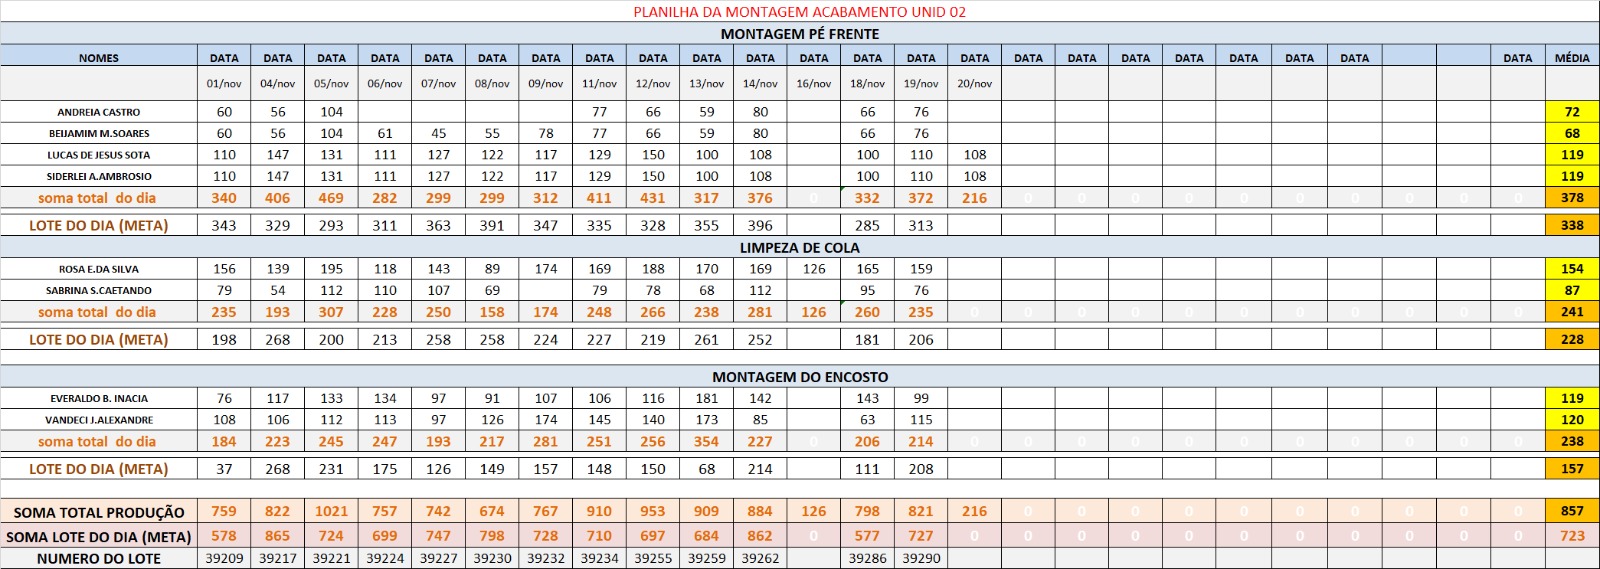 PLANILHA DA MONTAGEM ACABAMENTO UNID 02
MONTAGEM PÉ FRENTE
NOMES DATA DATA DATA DATA DATA DATA DATA DATA DATA DATA DATA DATA DATA DATA DATA DATA DATA DATA DATA DATA DATA DATA DATA MÉDIA
01/nov 04/nov 05/nov 06/nov 07/nov 08/nov 09/nov 11/nov 12/nov 13/nov 14/nov 16/nov 18/nov 19/nov 20/nov
ANDREIA CASTRO 60 56 104 77 66 59 80 66 76 72
BEIJAMIM M.SOARES 60 56 104 61 45 55 78 77 66 59 80 66 76 68
LUCAS DE JESUS SOTA 110 147 131 111 127 122 117 129 150 100 108 100 110 108 119
SIDERLEI A.AMBROSIO 110 147 131 111 127 122 117 129 150 100 108 100 110 108 119
soma total do dia 340 406 469 282 299 299 312 411 431 317 376 0 332 372 216 0 0 0 0 0 0 0 0 0 0 378
LOTE DO DIA (META) 343 329 293 311 363 391 347 335 328 355 396 285 313 338
LIMPEZA DE COLA
ROSA E.DA SILVA 156 139 195 118 143 89 174 169 188 170 169 126 165 159 154
SABRINA S.CAETANDO 79 54 112 110 107 69 79 78 68 112 95 76 87
soma total do dia 235 193 307 228 250 158 174 248 266 238 281 126 260 235 0 0 0 0 0 0 0 0 0 0 0 241
LOTE DO DIA (META) 198 268 200 213 258 258 224 227 219 261 252 181 206 228
MONTAGEM DO ENCOSTO
EVERALDO B. INACIA 76 117 133 134 97 91 107 106 116 181 142 143 99 119
VANDECI J.ALEXANDRE 108 106 112 113 97 126 174 145 140 173 85 63 115 120
soma total do dia 184 223 245 247 193 217 281 251 256 354 227 0 206 214 0 0 0 0 0 0 0 0 0 0 0 238
LOTE DO DIA (META) 37 268 231 175 126 149 157 148 150 68 214 111 208 157
SOMA TOTAL PRODUÇÃO 759 822 1021 757 742 674 767 910 953 909 884 126 798 821 216 0 0 0 0 0 0 0 0 0 0 857
SOMA LOTE DO DIA (META) 578 865 724 699 747 798 728 710 697 684 862 0 577 727 0 0 0 0 0 0 0 0 0 0 0 723
NUMERO DO LOTE 39209 39217 39221 39224 39227 39230 39232 39234 39255 39259 39262 39286 39290